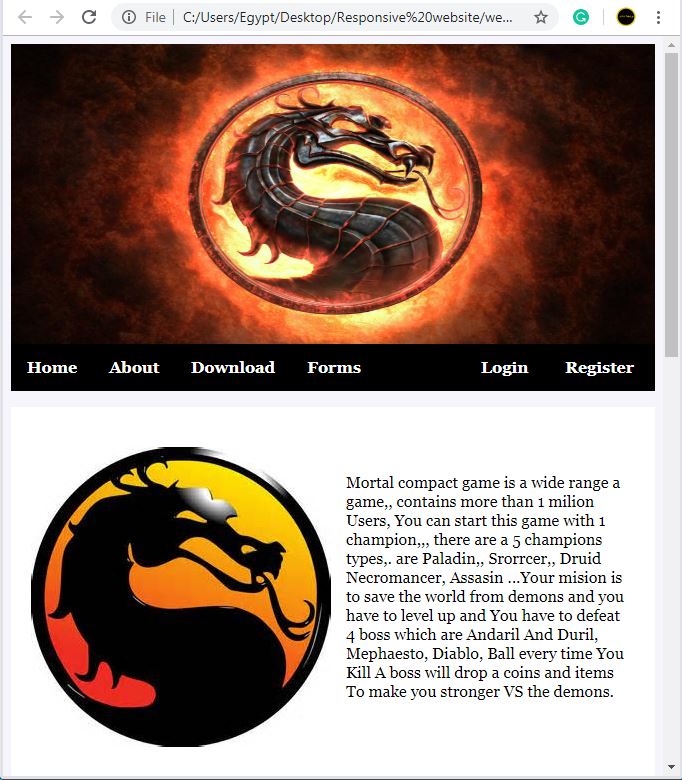 File | C:/Users/Egypt/Desktop/Responsive%20website/we...
Home About Download Forms Login Register
Mortal compact game is a wide range a
game,, contains more than 1 milion
Users, You can start this game with 1
champion,,, there are a 5 champions
types,. are Paladin,, Srorrcer,, Druid
Necromancer, Assasin ...Your mision is
to save the world from demons and you
have to level up and You have to defeat
4 boss which are Andaril And Duril,
Mephaesto, Diablo, Ball every time You
Kill A boss will drop a coins and items
To make you stronger VS the demons.